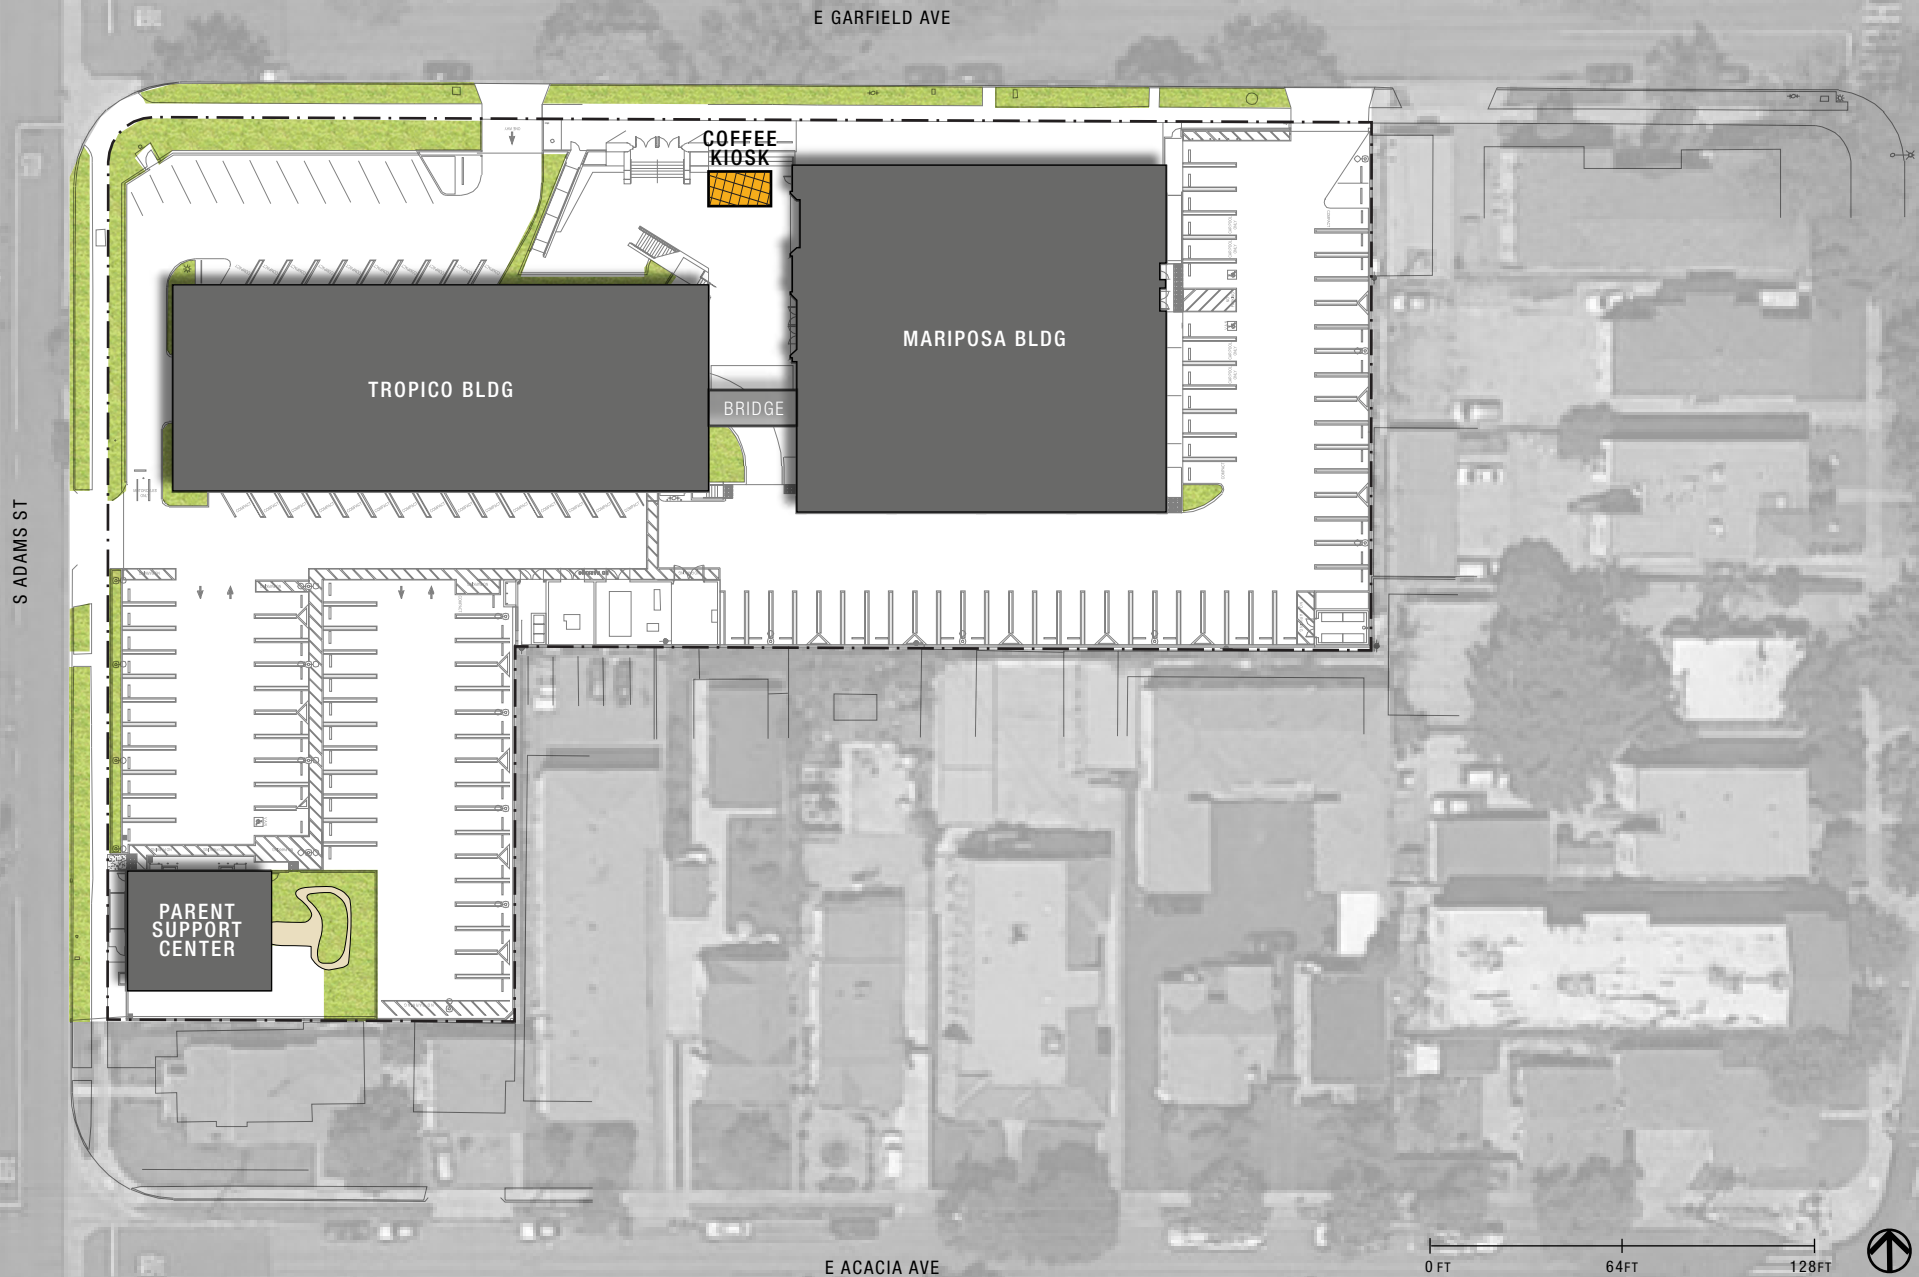 E GARFIELD AVE
COFFEE
KIOSK
MARIPOSA BLDG
TROPICO BLDG
BRIDGE
S ADAMS ST
PARENT
SUPPORT
CENTER
E ACACIA AVE
0 FT
64FT
128FT